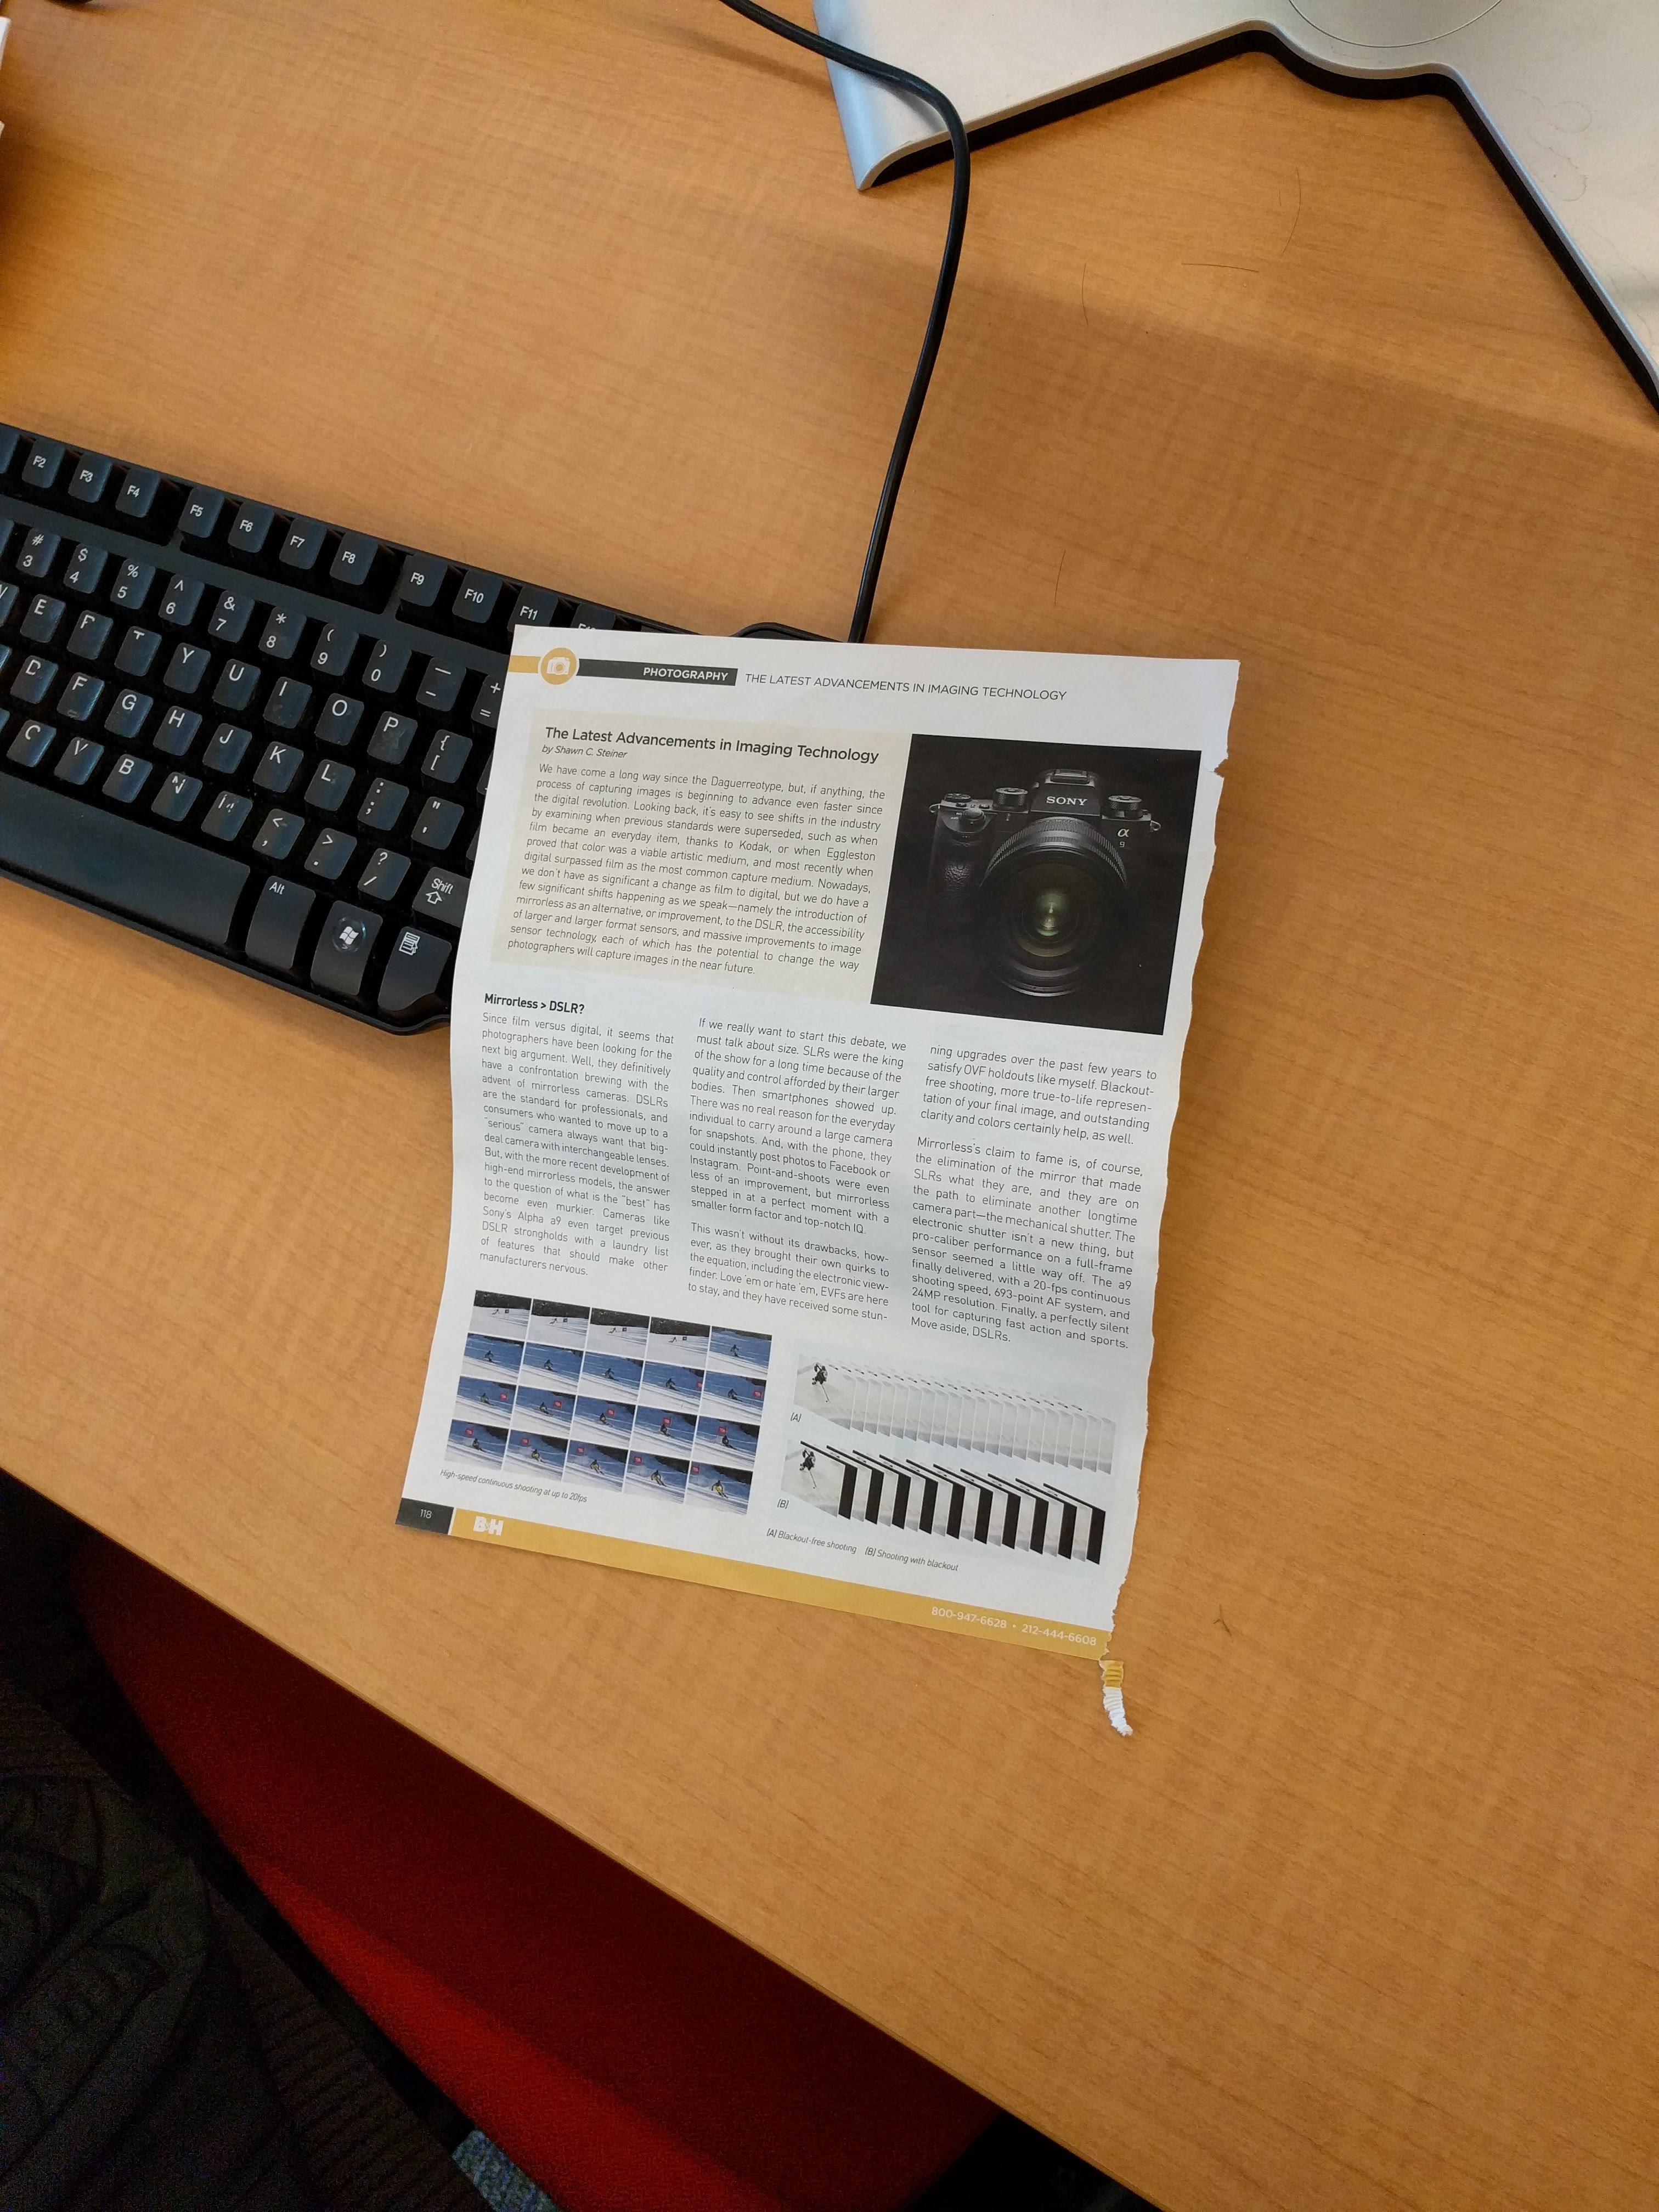 F2 F3 F4 F5 F6 F7 F8 F9 F10 F11
# $ % ^ & * ( ) — +
3 4 5 6 7 8 9 0 – =
E T Y U I O P { [
D F G H J K L : ; "
C V B N < , > . ? / Shift
Alt
PHOTOGRAPHY THE LATEST ADVANCEMENTS IN IMAGING TECHNOLOGY
The Latest Advancements in Imaging Technology
by Shawn C. Steiner
We have come a long way since the Daguerreotype, but, if anything, the
process of capturing images is beginning to advance even faster since
the digital revolution. Looking back, it's easy to see shifts in the industry
by examining when previous standards were superseded, such as when
film became an everyday item, thanks to Kodak, or when Eggleston
proved that color was a viable artistic medium, and most recently when
digital surpassed film as the most common capture medium. Nowadays,
we don't have as significant a change as film to digital, but we do have a
few significant shifts happening as we speak—namely the introduction of
mirrorless as an alternative, or improvement, to the DSLR, the accessibility
of larger and larger format sensors, and massive improvements to image
sensor technology, each of which has the potential to change the way
photographers will capture images in the near future.
SONY
α
9
Mirrorless > DSLR?
Since film versus digital, it seems that
photographers have been looking for the
next big argument. Well, they definitively
have a confrontation brewing with the
advent of mirrorless cameras. DSLRs
are the standard for professionals, and
consumers who wanted to move up to a
"serious" camera always want that big-
deal camera with interchangeable lenses.
But, with the more recent development of
high-end mirrorless models, the answer
to the question of what is the "best" has
become even murkier. Cameras like
Sony's Alpha a9 even target previous
DSLR strongholds with a laundry list
of features that should make other
manufacturers nervous.
If we really want to start this debate, we
must talk about size. SLRs were the king
of the show for a long time because of the
quality and control afforded by their larger
bodies. Then smartphones showed up.
There was no real reason for the everyday
individual to carry around a large camera
for snapshots. And, with the phone, they
could instantly post photos to Facebook or
Instagram. Point-and-shoots were even
less of an improvement, but mirrorless
stepped in at a perfect moment with a
smaller form factor and top-notch IQ.
This wasn't without its drawbacks, how-
ever, as they brought their own quirks to
the equation, including the electronic view-
finder. Love 'em or hate 'em, EVFs are here
to stay, and they have received some stun-
ning upgrades over the past few years to
satisfy OVF holdouts like myself. Blackout-
free shooting, more true-to-life represen-
tation of your final image, and outstanding
clarity and colors certainly help, as well.
Mirrorless's claim to fame is, of course,
the elimination of the mirror that made
SLRs what they are, and they are on
the path to eliminate another longtime
camera part—the mechanical shutter. The
electronic shutter isn't a new thing, but
pro-caliber performance on a full-frame
sensor seemed a little way off. The a9
finally delivered, with a 20-fps continuous
shooting speed, 693-point AF system, and
24MP resolution. Finally, a perfectly silent
tool for capturing fast action and sports.
Move aside, DSLRs.
High-speed continuous shooting at up to 20fps
(A)
(B)
(A) Blackout-free shooting (B) Shooting with blackout
118 B&H
800-947-6628 • 212-444-6608